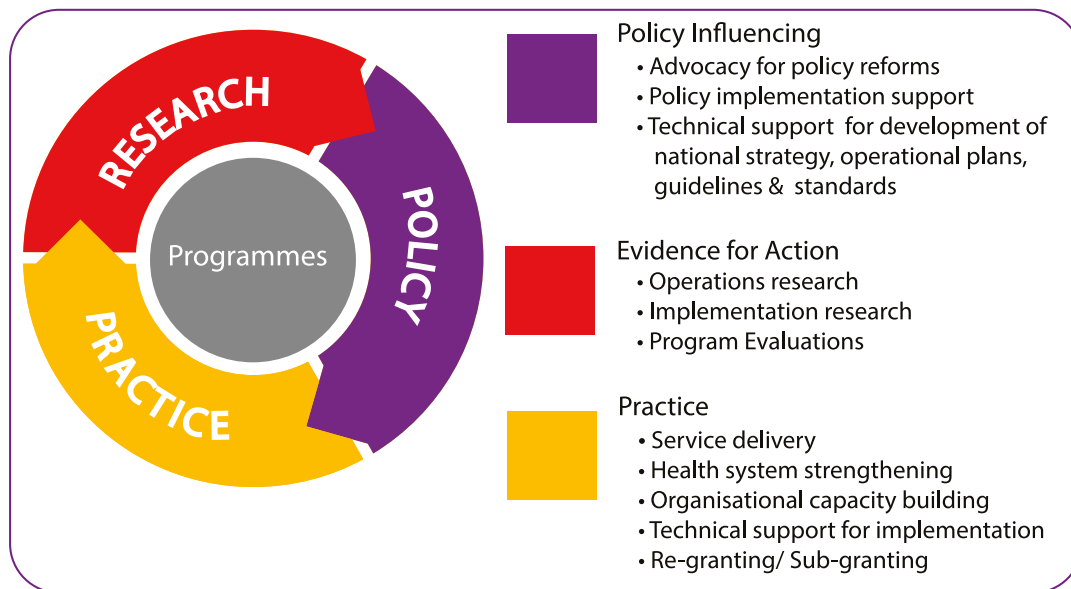 RESEARCH
POLICY
PRACTICE
Programmes
Policy Influencing
• Advocacy for policy reforms
• Policy implementation support
• Technical support for development of
national strategy, operational plans,
guidelines & standards
Evidence for Action
• Operations research
• Implementation research
• Program Evaluations
Practice
• Service delivery
• Health system strengthening
• Organisational capacity building
• Technical support for implementation
• Re-granting/ Sub-granting